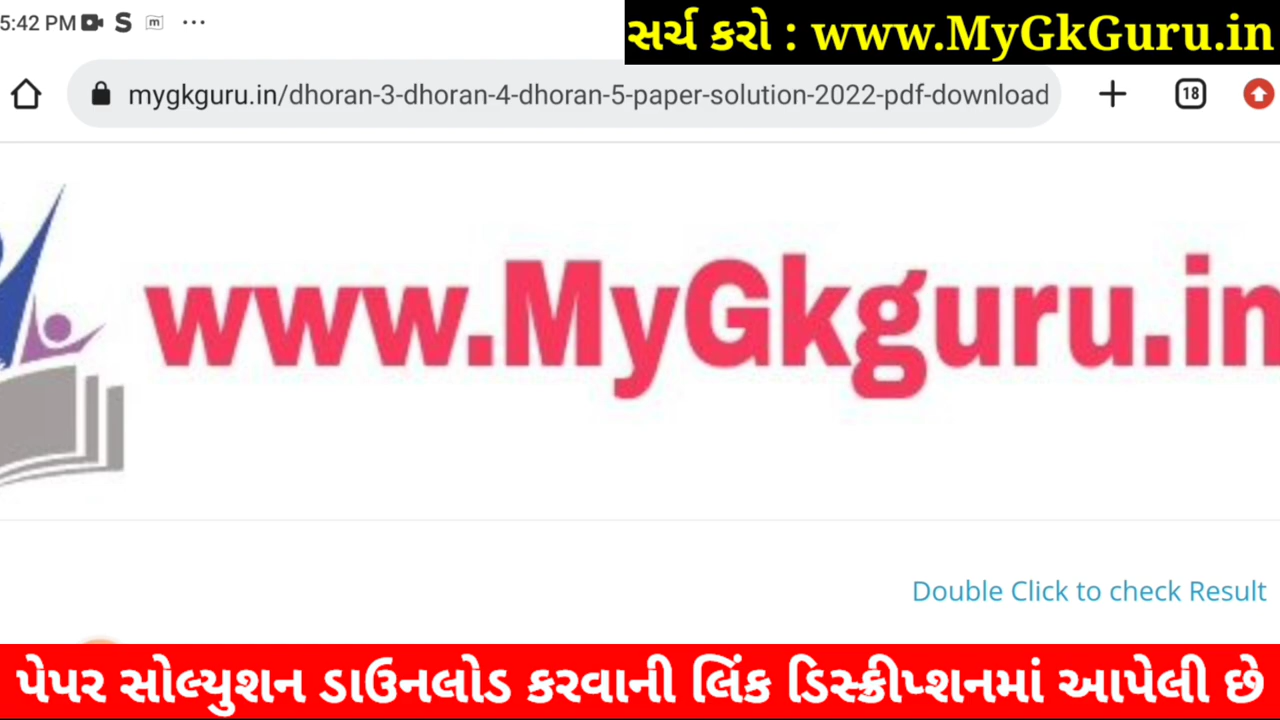 5:42 PM
સર્ચ કરો : www.MyGkGuru.in
mygkguru.in/dhoran-3-dhoran-4-dhoran-5-paper-solution-2022-pdf-download
18
www.MyGkguru.in
Double Click to check Result
પેપર સોલ્યુશન ડાઉનલોડ કરવાની લિંક ડિસ્ક્રીપ્શનમાં આપેલી છે